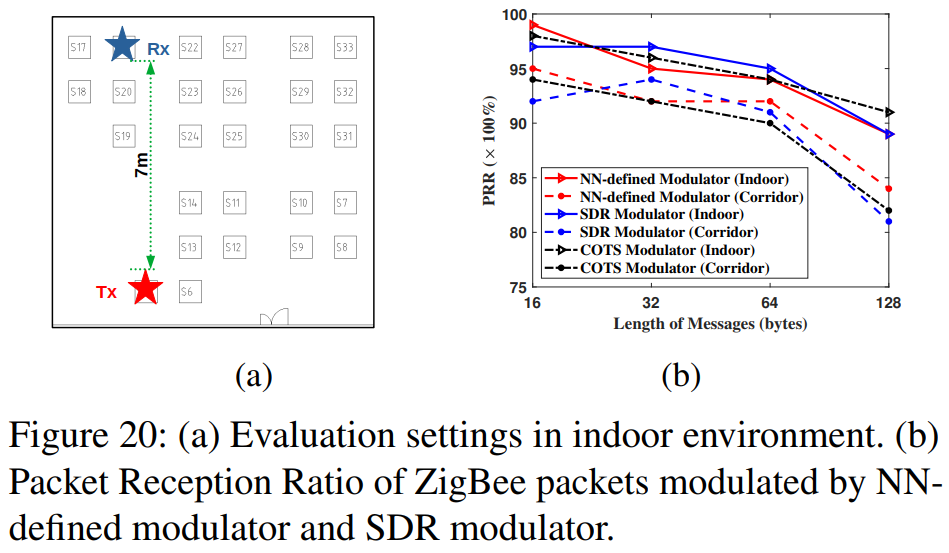 S17 Rx S22 S27 S28 S33
S18 S20 S23 S26 S29 S32
S19 S24 S25 S30 S31
7m
S14 S11 S10 S7
S13 S12 S9 S8
Tx S6
(a)
100
95
90
85
80
75
16 32 64 128
PRR (× 100%)
Length of Messages (bytes)
NN-defined Modulator (Indoor)
NN-defined Modulator (Corridor)
SDR Modulator (Indoor)
SDR Modulator (Corridor)
COTS Modulator (Indoor)
COTS Modulator (Corridor)
(b)
Figure 20: (a) Evaluation settings in indoor environment. (b)
Packet Reception Ratio of ZigBee packets modulated by NN-
defined modulator and SDR modulator.